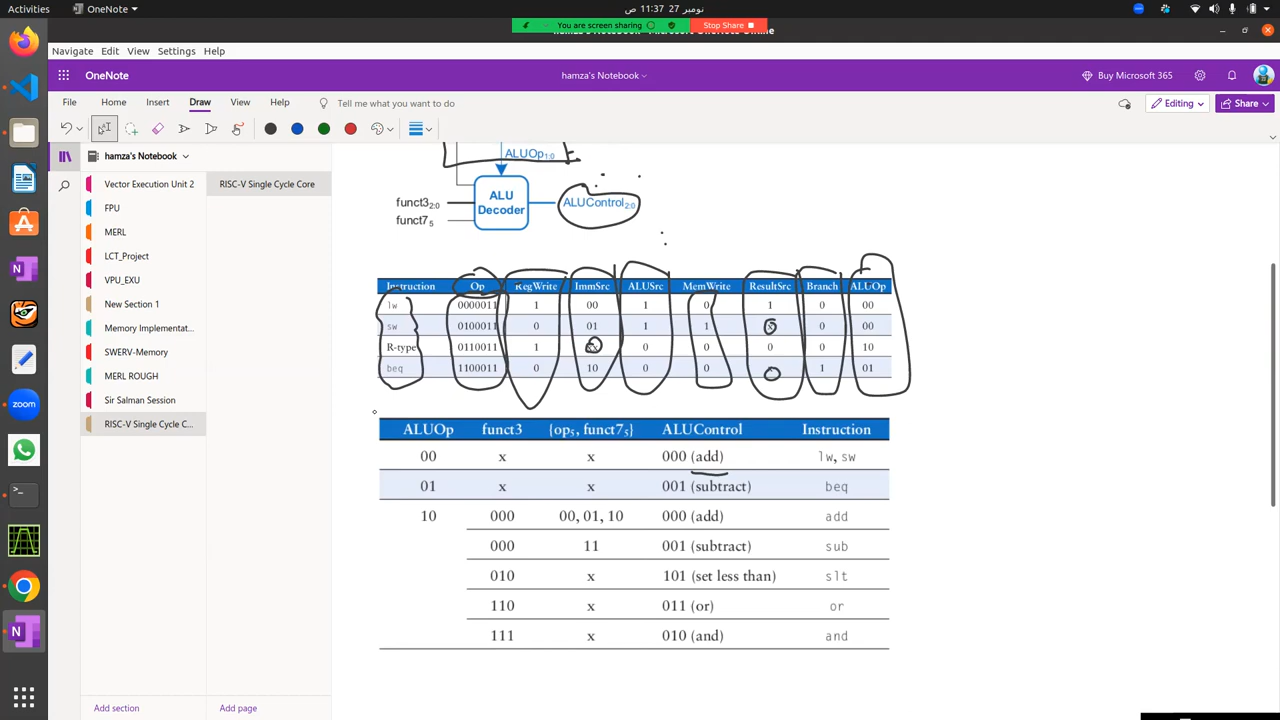 Activities
OneNote
نومبر 27 11:37 ص
You are screen sharing
Stop Share
Navigate Edit View Settings Help
OneNote
hamza's Notebook
Buy Microsoft 365
File Home Insert Draw View Help
Tell me what you want to do
Editing
Share
hamza's Notebook
Vector Execution Unit 2
FPU
MERL
LCT_Project
VPU_EXU
New Section 1
Memory Implementat...
SWERV-Memory
MERL ROUGH
Sir Salman Session
RISC-V Single Cycle C...
RISC-V Single Cycle Core
Add section
Add page
ALUOp1:0
ALU
Decoder
funct32:0
funct75
ALUControl2:0
Instruction Op RegWrite ImmSrc ALUSrc MemWrite ResultSrc Branch ALUOp
lw 0000011 1 00 1 0 1 0 00
sw 0100011 0 01 1 1 0 00
R-type 0110011 1 0 0 0 0 10
beq 1100011 0 10 0 0 1 01
ALUOp funct3 {op5, funct75} ALUControl Instruction
00 x x 000 (add) lw, sw
01 x x 001 (subtract) beq
10 000 00, 01, 10 000 (add) add
000 11 001 (subtract) sub
010 x 101 (set less than) slt
110 x 011 (or) or
111 x 010 (and) and